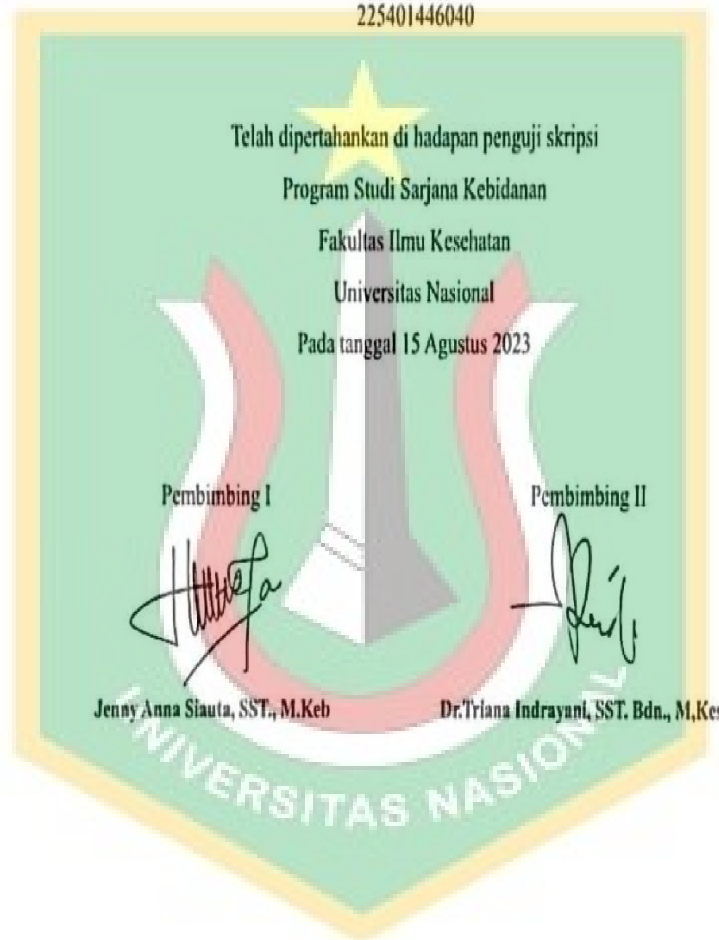 225401446040
Telah dipertahankan di hadapan penguji skripsi
Program Studi Sarjana Kebidanan
Fakultas Ilmu Kesehatan
Universitas Nasional
Pada tanggal 15 Agustus 2023
Pembimbing I Pembimbing II
Jenny Anna Siauta, SST., M.Keb Dr.Triana Indrayani, SST. Bdn., M,Kes
UNIVERSITAS NASIONAL